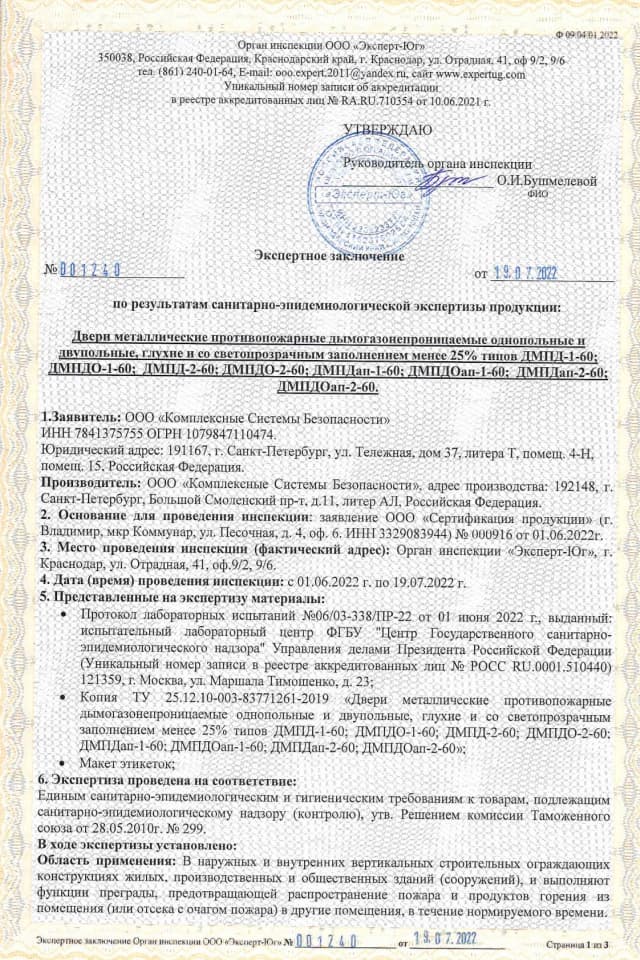 Ф 09.04.01.2022
Орган инспекции ООО «Эксперт-Юг»
350038, Российская Федерация, Краснодарский край, г. Краснодар, ул. Отрадная, 41, оф 9/2, 9/6
тел. (861) 240-01-64, E-mail: ooo.expert.2011@yandex.ru, сайт www.expertug.com
Уникальный номер записи об аккредитации
в реестре аккредитованных лиц № RA.RU.710354 от 10.06.2021 г.
УТВЕРЖДАЮ
Руководитель органа инспекции
О.И.Бушмелевой
ФИО
«Эксперт-Юг»
Экспертное заключение
№ 001240 от 19.07.2022
по результатам санитарно-эпидемиологической экспертизы продукции:
Двери металлические противопожарные дымогазонепроницаемые однопольные и
двупольные, глухие и со светопрозрачным заполнением менее 25% типов ДМПД-1-60;
ДМПДО-1-60; ДМПД-2-60; ДМПДО-2-60; ДМПДап-1-60; ДМПДОап-1-60; ДМПДап-2-60;
ДМПДОап-2-60.
1.Заявитель: ООО «Комплексные Системы Безопасности»
ИНН 7841375755 ОГРН 1079847110474.
Юридический адрес: 191167, г. Санкт-Петербург, ул. Тележная, дом 37, литера Т, помещ. 4-Н,
помещ. 15, Российская Федерация.
Производитель: ООО «Комплексные Системы Безопасности», адрес производства: 192148, г.
Санкт-Петербург, Большой Смоленский пр-т, д.11, литер АЛ, Российская Федерация.
2. Основание для проведения инспекции: заявление ООО «Сертификация продукции» (г.
Владимир, мкр Коммунар, ул. Песочная, д. 4, оф. 6. ИНН 3329083944) № 000916 от 01.06.2022г.
3. Место проведения инспекции (фактический адрес): Орган инспекции «Эксперт-Юг», г.
Краснодар, ул. Отрадная, 41, оф.9/2, 9/6.
4. Дата (время) проведения инспекции: с 01.06.2022 г. по 19.07.2022 г.
5. Представленные на экспертизу материалы:
• Протокол лабораторных испытаний №06/03-338/ПР-22 от 01 июня 2022 г., выданный:
испытательный лабораторный центр ФГБУ "Центр Государственного санитарно-
эпидемиологического надзора" Управления делами Президента Российской Федерации
(Уникальный номер записи в реестре аккредитованных лиц № РОСС RU.0001.510440)
121359, г. Москва, ул. Маршала Тимошенко, д. 23;
• Копия ТУ 25.12.10-003-83771261-2019 «Двери металлические противопожарные
дымогазонепроницаемые однопольные и двупольные, глухие и со светопрозрачным
заполнением менее 25% типов ДМПД-1-60; ДМПДО-1-60; ДМПД-2-60; ДМПДО-2-60;
ДМПДап-1-60; ДМПДОап-1-60; ДМПДап-2-60; ДМПДОап-2-60»;
• Макет этикеток;
6. Экспертиза проведена на соответствие:
Единым санитарно-эпидемиологическим и гигиеническим требованиям к товарам, подлежащим
санитарно-эпидемиологическому надзору (контролю), утв. Решением комиссии Таможенного
союза от 28.05.2010г. № 299.
В ходе экспертизы установлено:
Область применения: В наружных и внутренних вертикальных строительных ограждающих
конструкциях жилых, производственных и общественных зданий (сооружений), и выполняют
функции преграды, предотвращающей распространение пожара и продуктов горения из
помещения (или отсека с очагом пожара) в другие помещения, в течение нормируемого времени.
Экспертное заключение Орган инспекции ООО «Эксперт-Юг» № 001240 от 19.07.2022 Страница 1 из 3